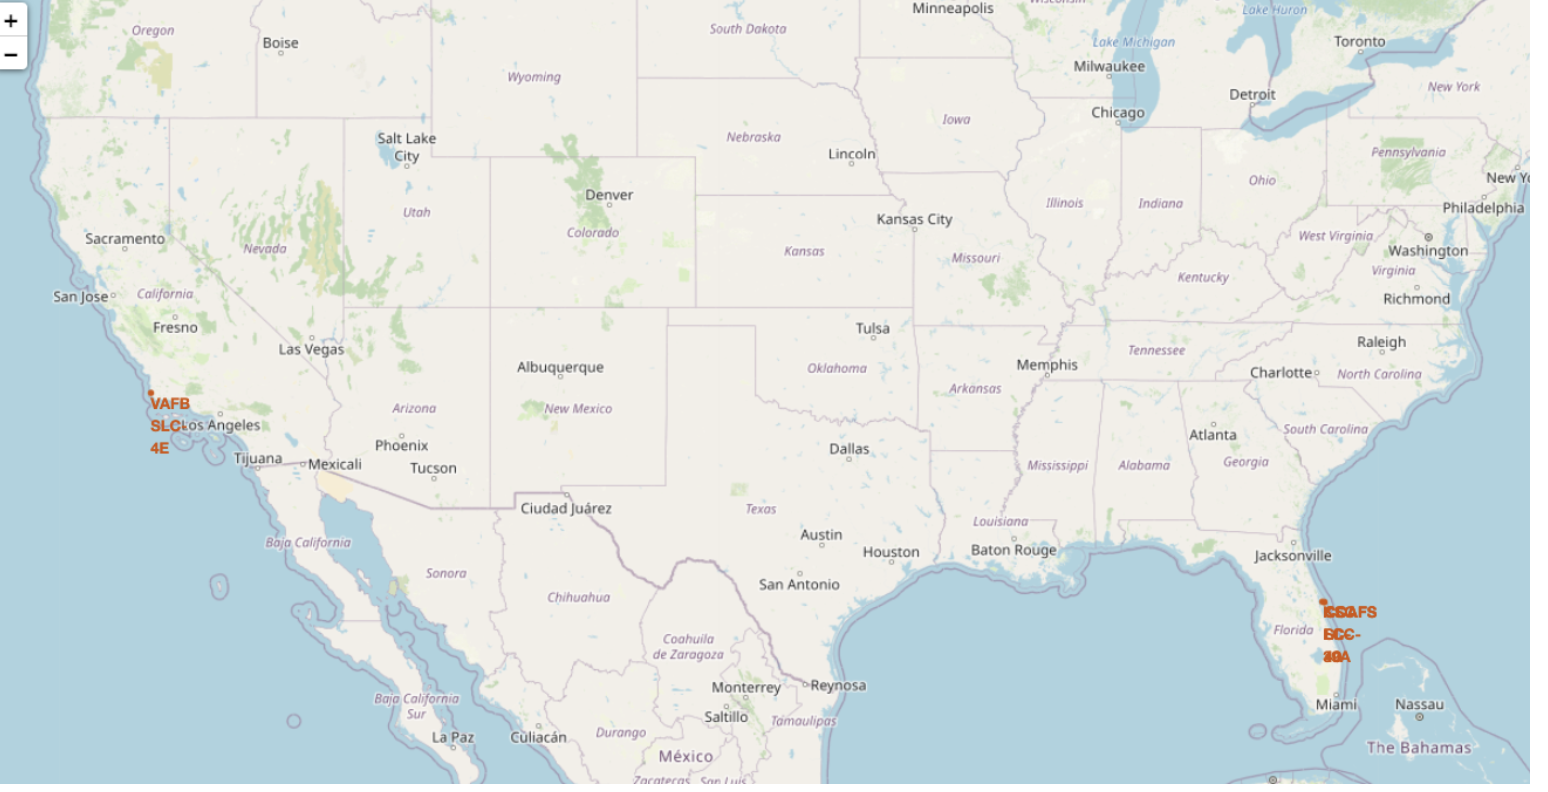 +
−
Oregon
Boise
Wyoming
South Dakota
Minneapolis
Wisconsin
Lake Huron
Toronto
Lake Michigan
Milwaukee
Detroit
New York
Chicago
Iowa
Nebraska
Lincoln
Salt Lake
City
Pennsylvania
New Yo
Philadelphia
Ohio
Denver
Utah
Colorado
Illinois
Indiana
Kansas City
Sacramento
Nevada
Kansas
Missouri
West Virginia
Washington
Virginia
Kentucky
San Jose
California
Richmond
Fresno
Las Vegas
Tulsa
Raleigh
Tennessee
Memphis
Albuquerque
Oklahoma
Charlotte
North Carolina
Arkansas
VAFB
SLC-
4E
Los Angeles
Arizona
New Mexico
South Carolina
Atlanta
Phoenix
Dallas
Tijuana
Mexicali
Tucson
Mississippi
Alabama
Georgia
Ciudad Juárez
Texas
Louisiana
Austin
Baja California
Houston
Baton Rouge
Jacksonville
Sonora
San Antonio
Chihuahua
Florida
Coahuila
de Zaragoza
Monterrey
Reynosa
Baja California
Sur
Saltillo
Tamaulipas
Miami
Nassau
La Paz
Culiacán
Durango
México
The Bahamas
Zacatecas
San Luis